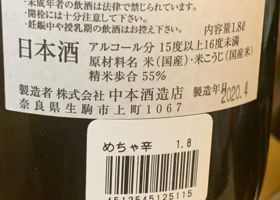 ・未成年者の飲酒は法律で禁じられています。
・開栓には十分ご注意下さい。 内容量1.8ℓ
・妊娠中や授乳期の飲酒はお控え下さい。
日本酒 アルコール分 15度以上16度未満
原材料名 米(国産)・米こうじ(国産)
精米歩合 55%
製造者 株式会社 中本酒造店 製造年月
2020.4
奈良県生駒市上町1067
めちゃ辛 1.8
4512545125115